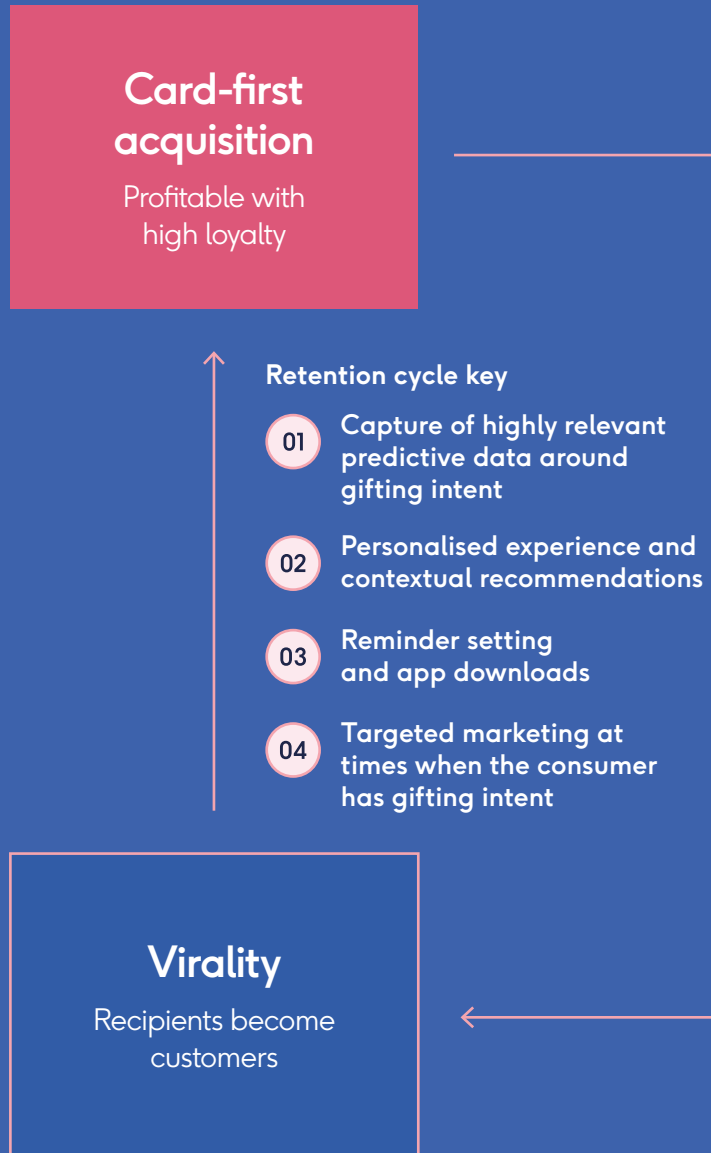 Card-first
acquisition
Profitable with
high loyalty
Retention cycle key
01
Capture of highly relevant
predictive data around
gifting intent
02
Personalised experience and
contextual recommendations
03
Reminder setting
and app downloads
04
Targeted marketing at
times when the consumer
has gifting intent
Virality
Recipients become
customers